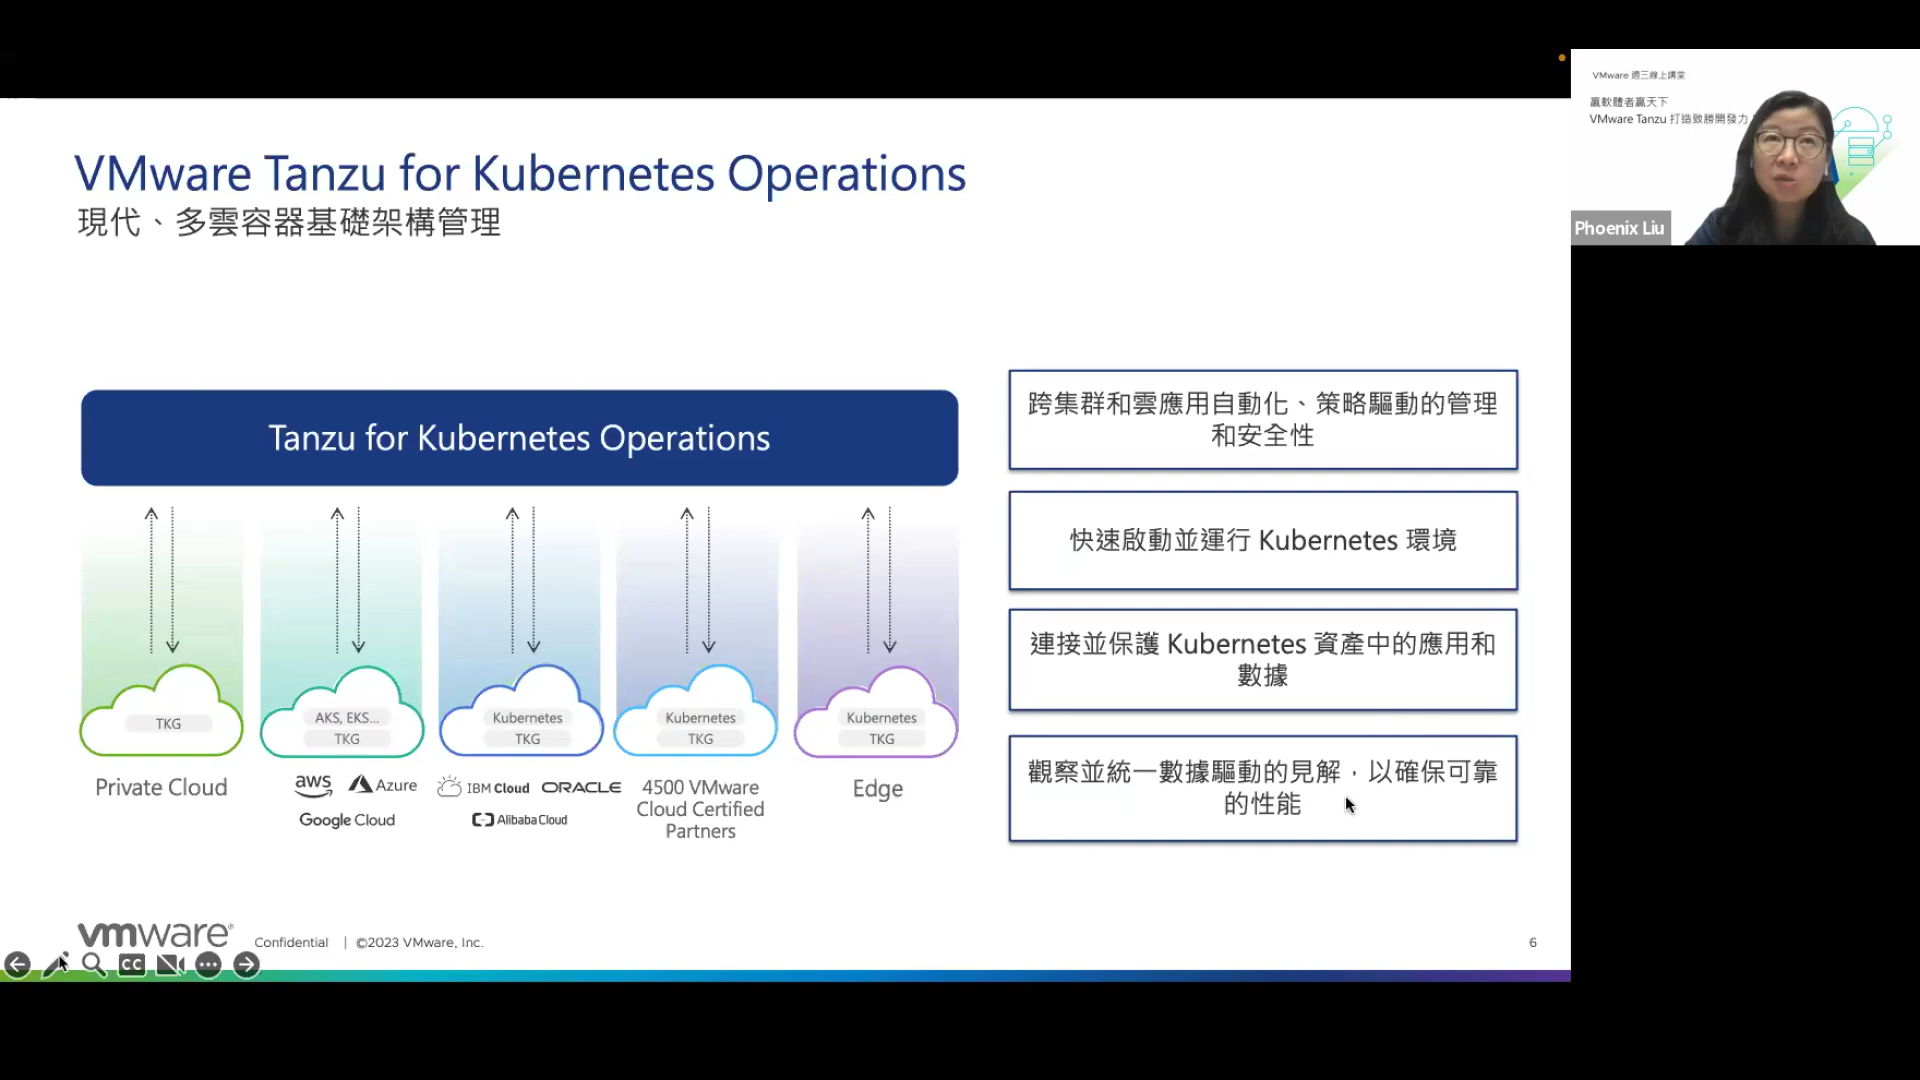 VMware Tanzu for Kubernetes Operations
現代、多雲容器基礎架構管理
Tanzu for Kubernetes Operations
TKG
AKS, EKS...
TKG
Kubernetes
TKG
Kubernetes
TKG
Kubernetes
TKG
Private Cloud
aws
Azure
Google Cloud
IBM Cloud
ORACLE
Alibaba Cloud
4500 VMware
Cloud Certified
Partners
Edge
跨集群和雲應用自動化、策略驅動的管理
和安全性
快速啟動並運行 Kubernetes 環境
連接並保護 Kubernetes 資產中的應用和
數據
觀察並統一數據驅動的見解，以確保可靠
的性能
vmware®
Confidential | ©2023 VMware, Inc.
6
CC
VMware 週三線上講堂
贏軟體者贏天下
VMware Tanzu 打造致勝開發力
Phoenix Liu